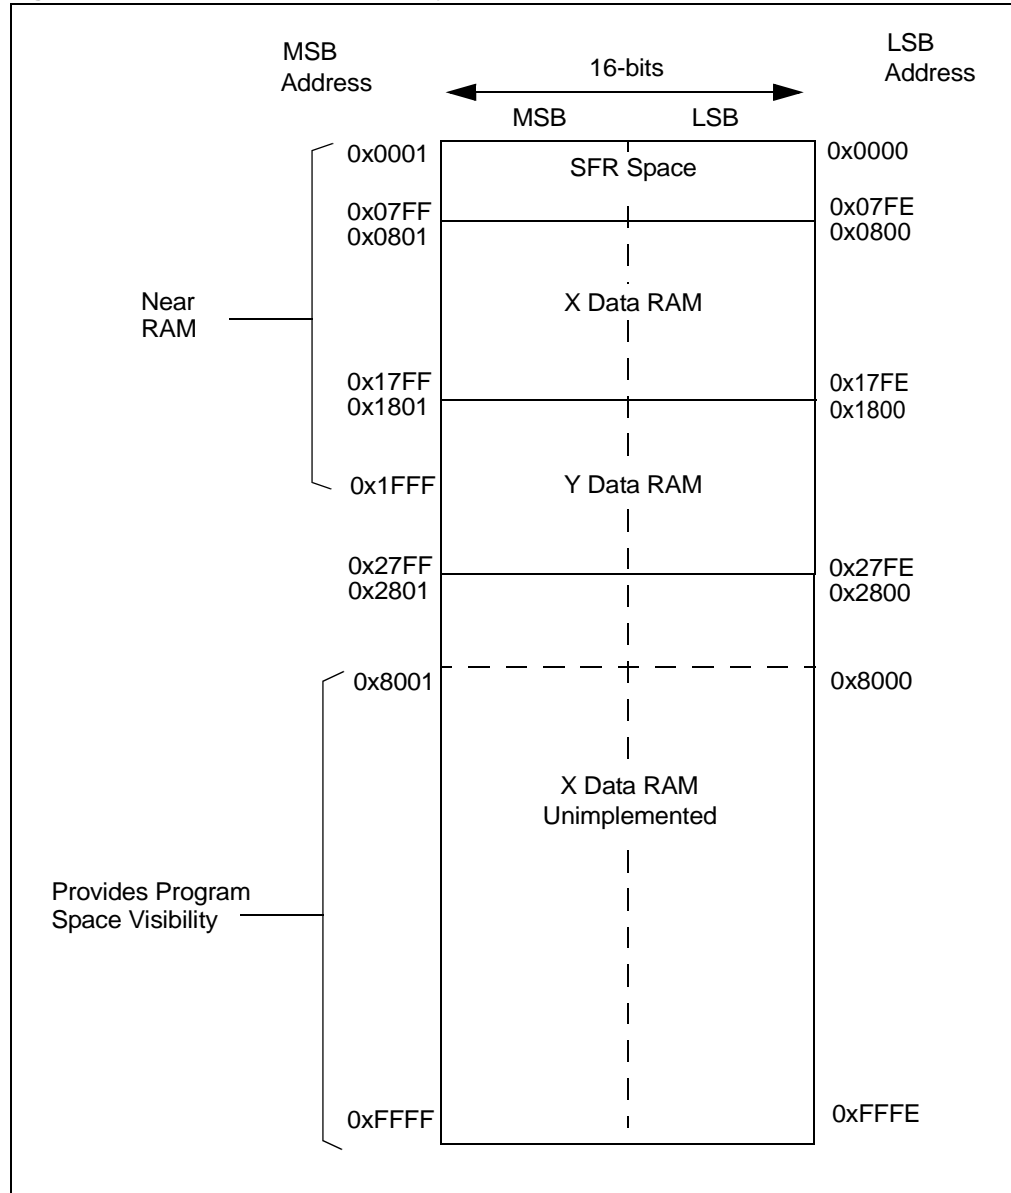 MSB
Address
LSB
Address
16-bits
MSB
LSB
0x0001
SFR Space
0x0000
0x07FF
0x07FE
0x0801
0x0800
Near
RAM
X Data RAM
0x17FF
0x17FE
0x1801
0x1800
0x1FFF
Y Data RAM
0x27FF
0x27FE
0x2801
0x2800
0x8001
0x8000
X Data RAM
Unimplemented
Provides Program
Space Visibility
0xFFFF
0xFFFE